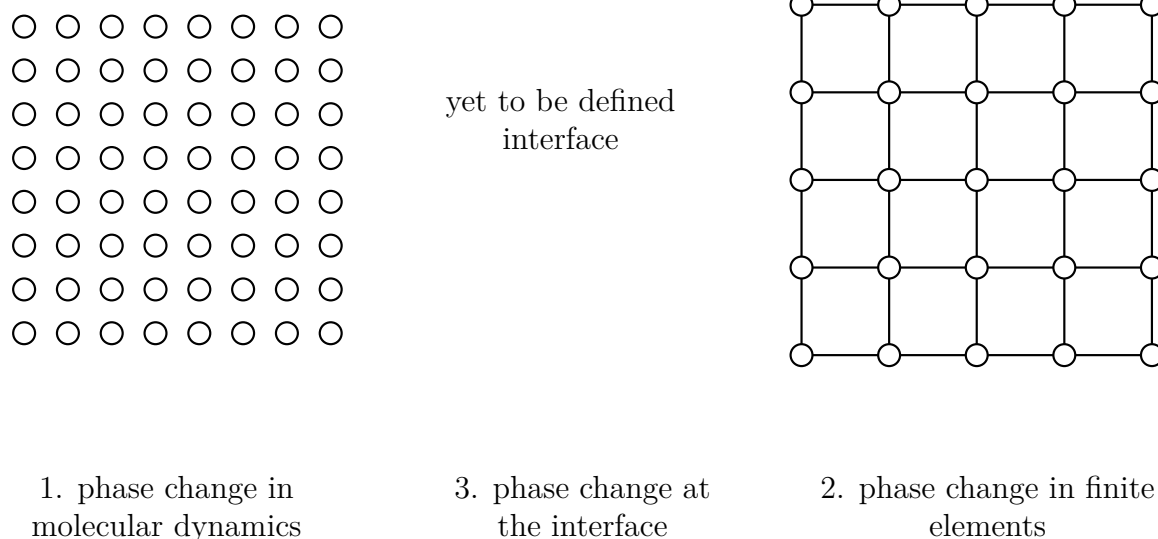 yet to be defined
interface
1. phase change in
molecular dynamics
3. phase change at
the interface
2. phase change in finite
elements